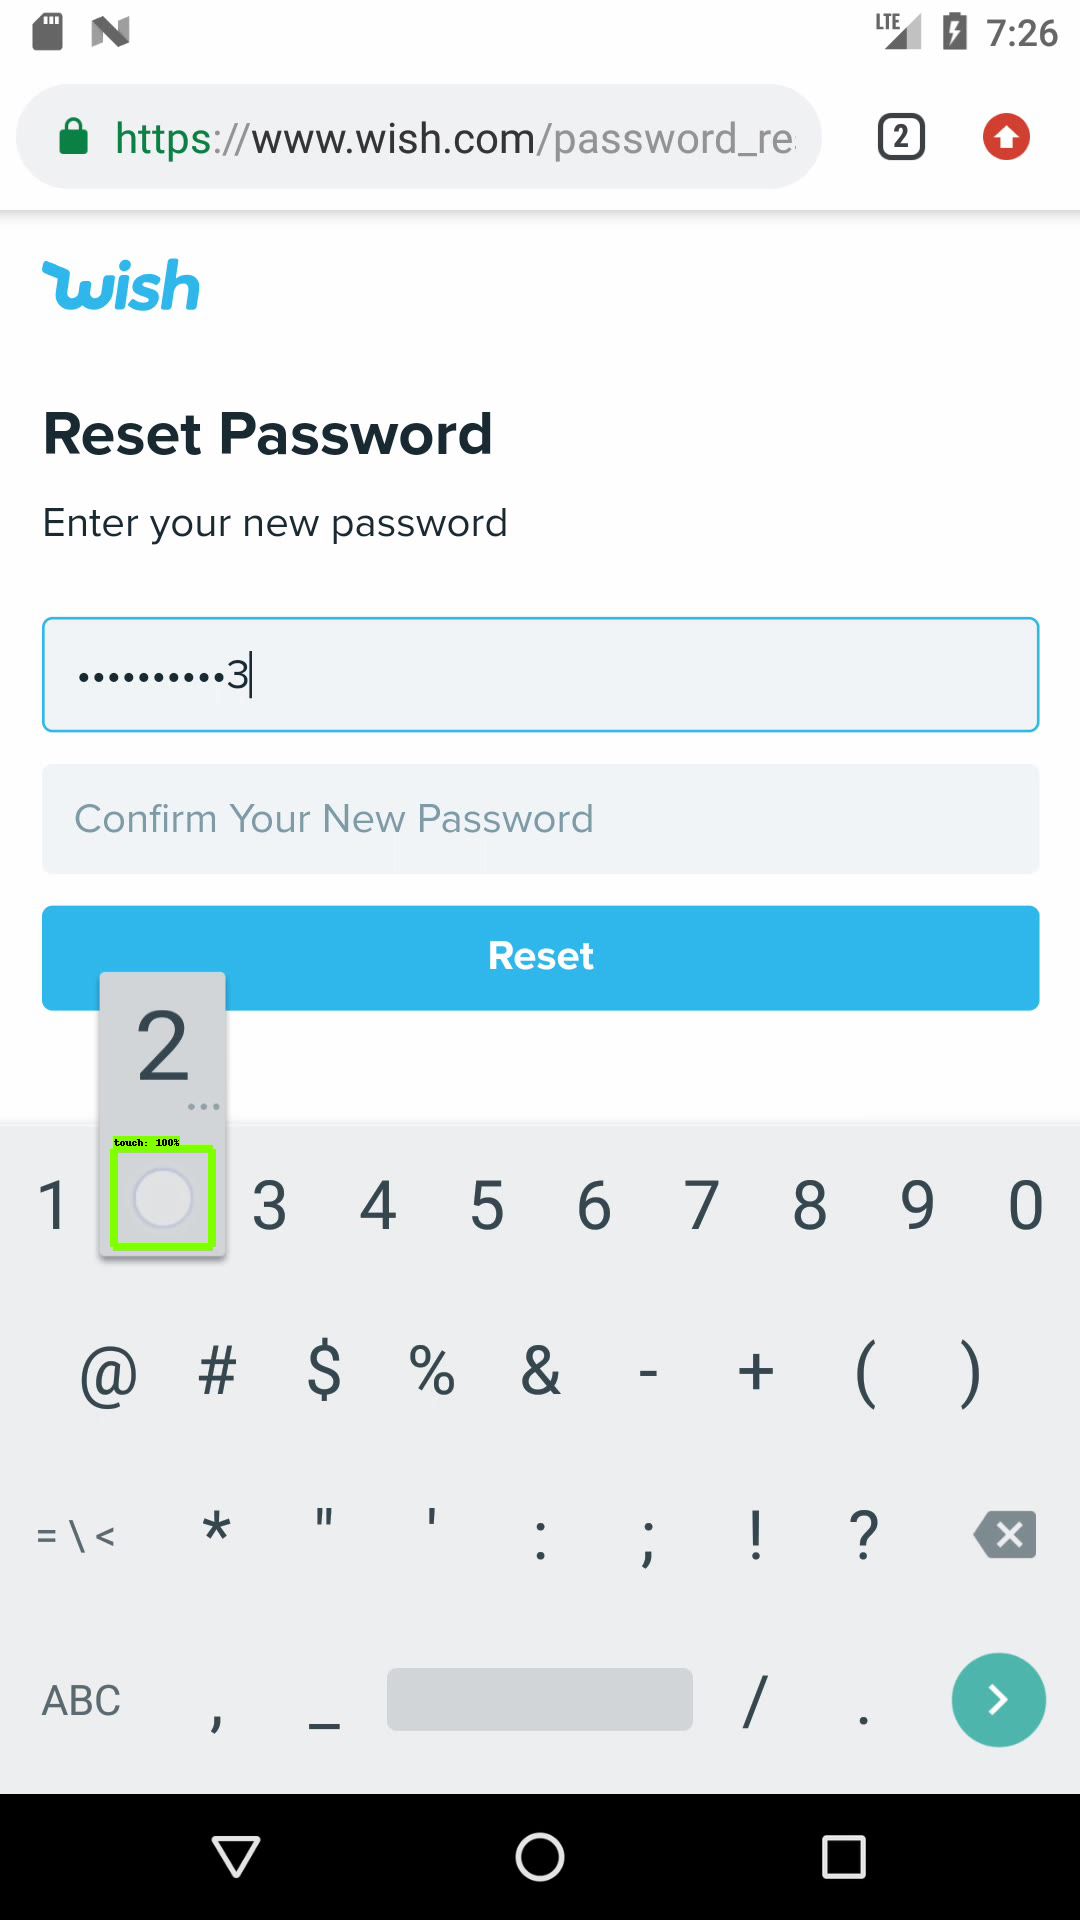 LTE 7:26
https://www.wish.com/password_re
2
wish
Reset Password
Enter your new password
••••••••••3
Confirm Your New Password
Reset
2
...
touch: 100%
1 3 4 5 6 7 8 9 0
@ # $ % & - + ( )
= \ < * " ' : ; ! ?
ABC , _ / .